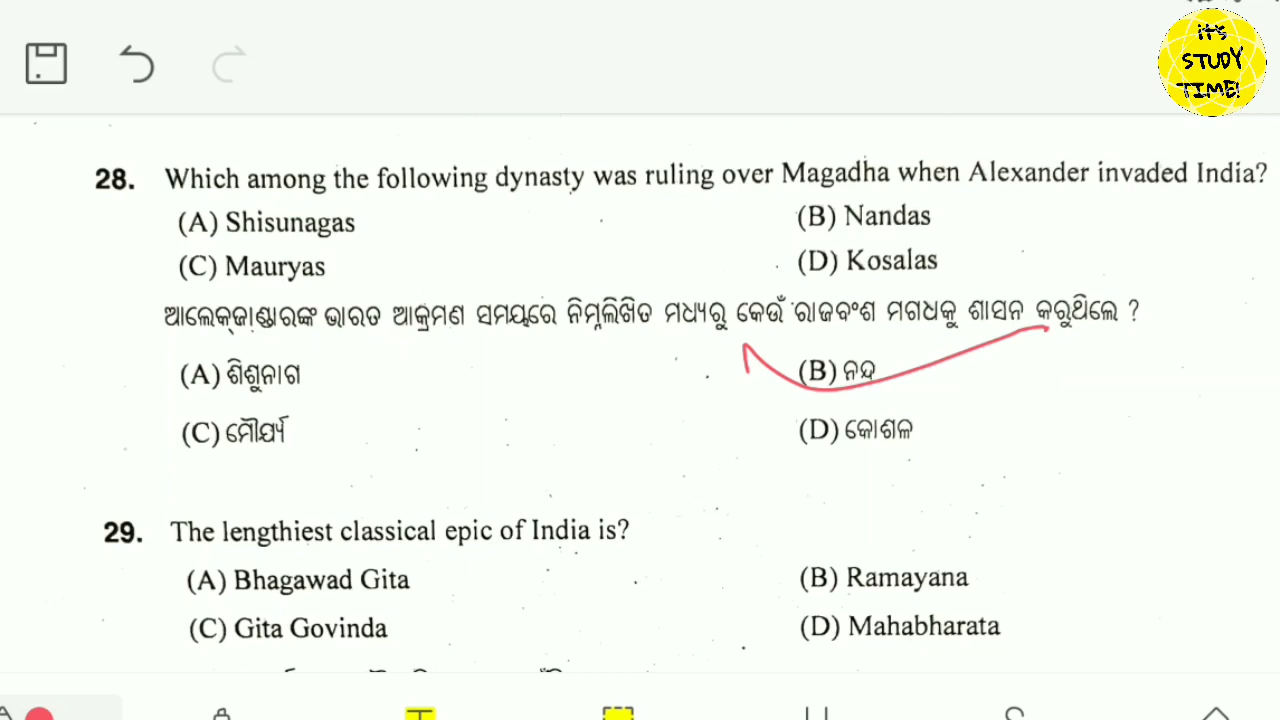 iT's
STUDY
TIME!
28. Which among the following dynasty was ruling over Magadha when Alexander invaded India?
(A) Shisunagas (B) Nandas
(C) Mauryas (D) Kosalas
ଆଲେକ୍‌ଜାଣ୍ଡାରଙ୍କ ଭାରତ ଆକ୍ରମଣ ସମୟରେ ନିମ୍ନଲିଖିତ ମଧ୍ୟରୁ କେଉଁ ରାଜବଂଶ ମଗଧକୁ ଶାସନ କରୁଥିଲେ ?
(A) ଶିଶୁନାଗ (B) ନନ୍ଦ
(C) ମୌର୍ଯ୍ୟ (D) କୋଶଳ
29. The lengthiest classical epic of India is?
(A) Bhagawad Gita (B) Ramayana
(C) Gita Govinda (D) Mahabharata